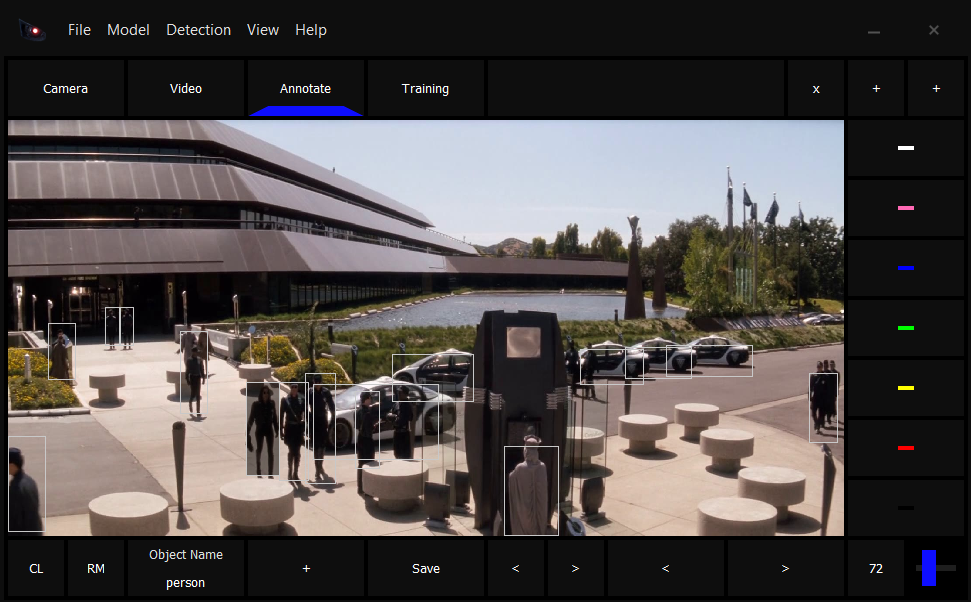 File Model Detection View Help
Camera Video Annotate Training x + +
CL RM Object Name + Save < > < > 72
person